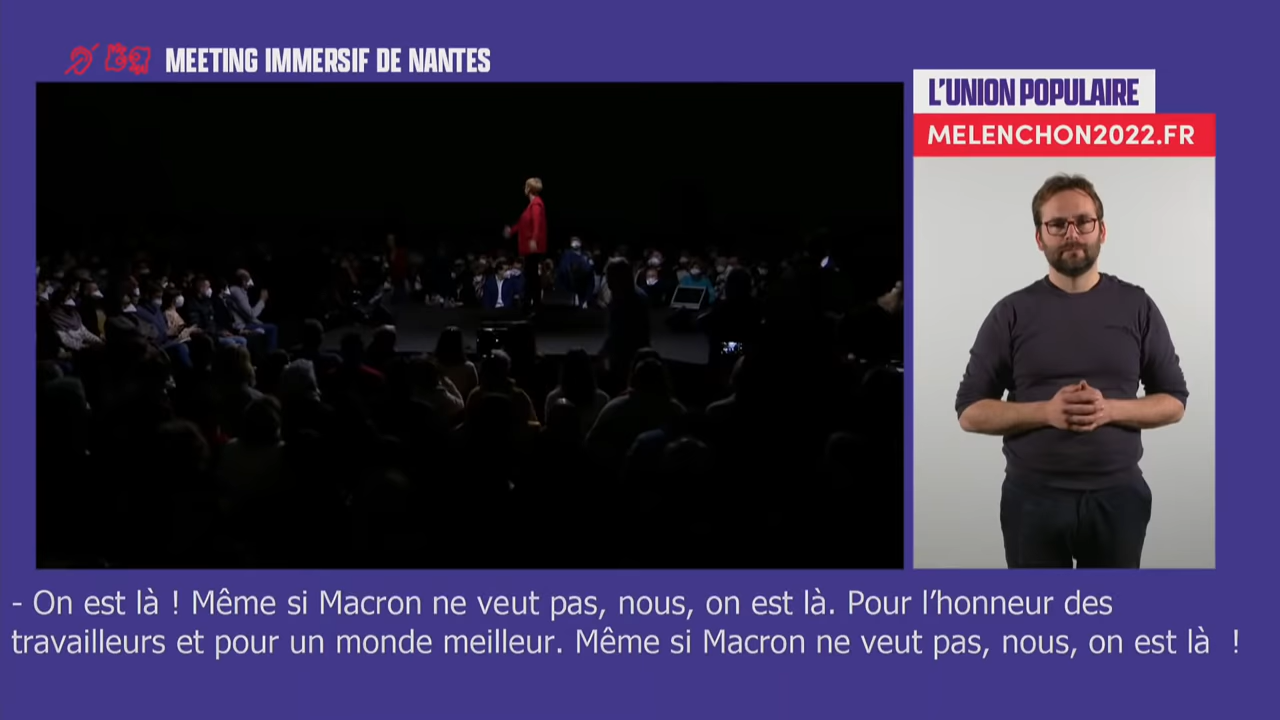 MEETING IMMERSIF DE NANTES
L'UNION POPULAIRE
MELENCHON2022.FR
- On est là ! Même si Macron ne veut pas, nous, on est là. Pour l’honneur des
travailleurs et pour un monde meilleur. Même si Macron ne veut pas, nous, on est là !